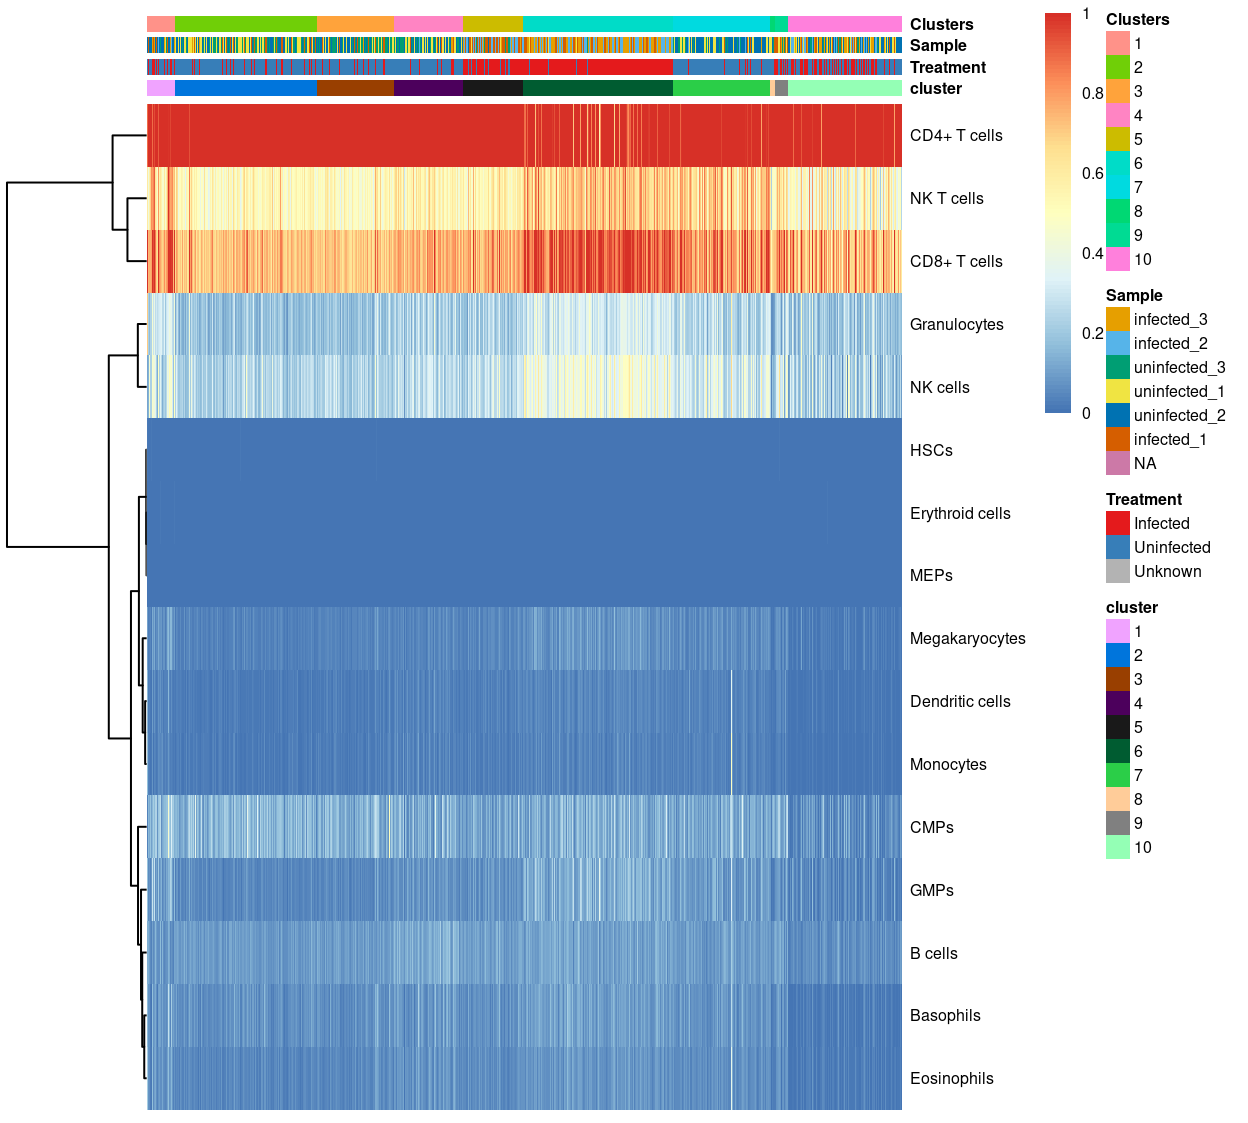 Clusters
Sample
Treatment
cluster
CD4+ T cells
NK T cells
CD8+ T cells
Granulocytes
NK cells
HSCs
Erythroid cells
MEPs
Megakaryocytes
Dendritic cells
Monocytes
CMPs
GMPs
B cells
Basophils
Eosinophils
1
0.8
0.6
0.4
0.2
0
Clusters
1
2
3
4
5
6
7
8
9
10
Sample
infected_3
infected_2
uninfected_3
uninfected_1
uninfected_2
infected_1
NA
Treatment
Infected
Uninfected
Unknown
cluster
1
2
3
4
5
6
7
8
9
10